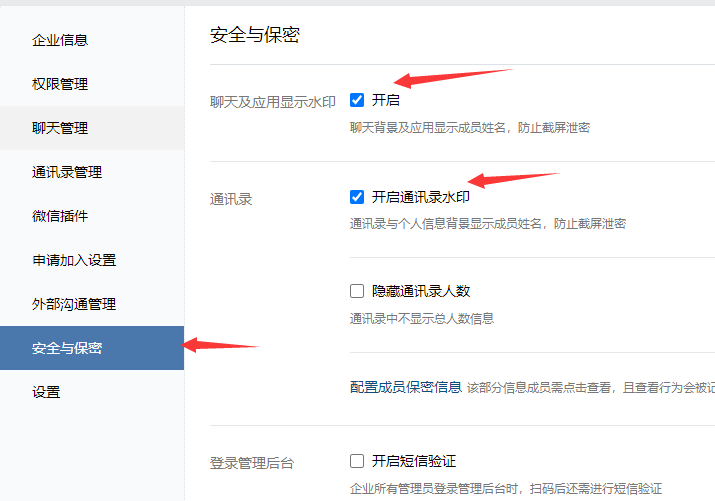 企业信息
权限管理
聊天管理
通讯录管理
微信插件
申请加入设置
外部沟通管理
安全与保密
设置
安全与保密
聊天及应用显示水印 开启
聊天背景及应用显示成员姓名，防止截屏泄密
通讯录 开启通讯录水印
通讯录与个人信息背景显示成员姓名，防止截屏泄密
隐藏通讯录人数
通讯录中不显示总人数信息
配置成员保密信息 该部分信息成员需点击查看，且查看行为会被记
登录管理后台 开启短信验证
企业所有管理员登录管理后台时，扫码后还需进行短信验证